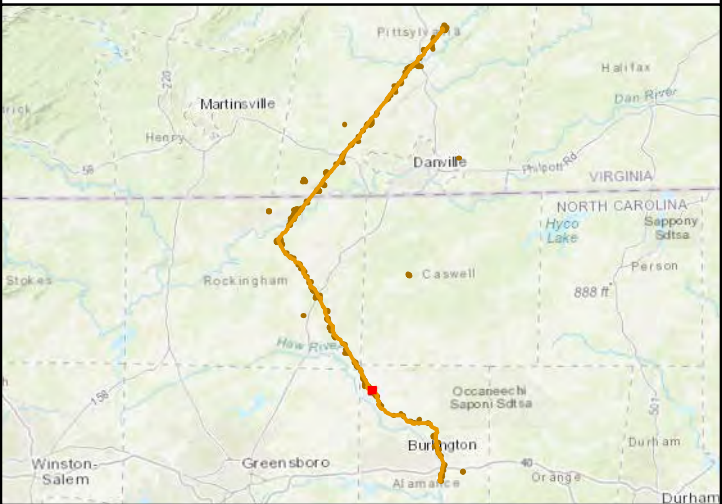 Pittsylvania
Halifax
220
Martinsville
Dan River
Henry
Danville
58
Philpott Rd
VIRGINIA
NORTH CAROLINA
Hyco
Lake
Sappony
Sdtsa
Person
Stokes
Rockingham
Caswell
888 ft
Haw River
158
Occaneechi
Saponi Sdtsa
501
Burlington
Durham
Winston-
Salem
Greensboro
40
Orange
Alamance
Durham